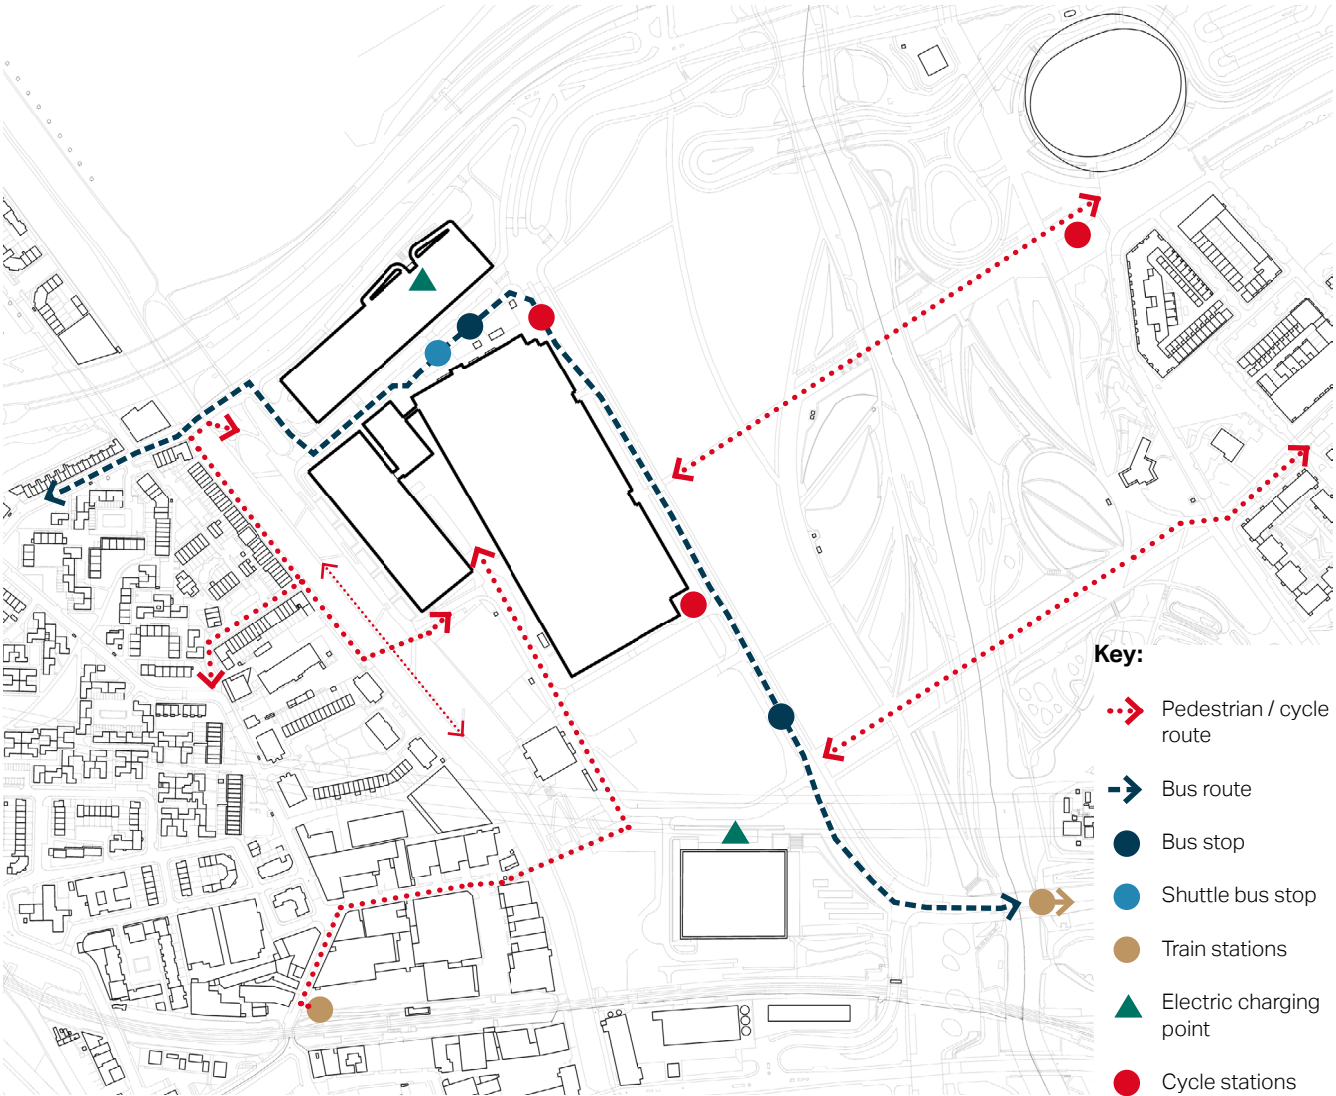 Key:
Pedestrian / cycle
route
Bus route
Bus stop
Shuttle bus stop
Train stations
Electric charging
point
Cycle stations